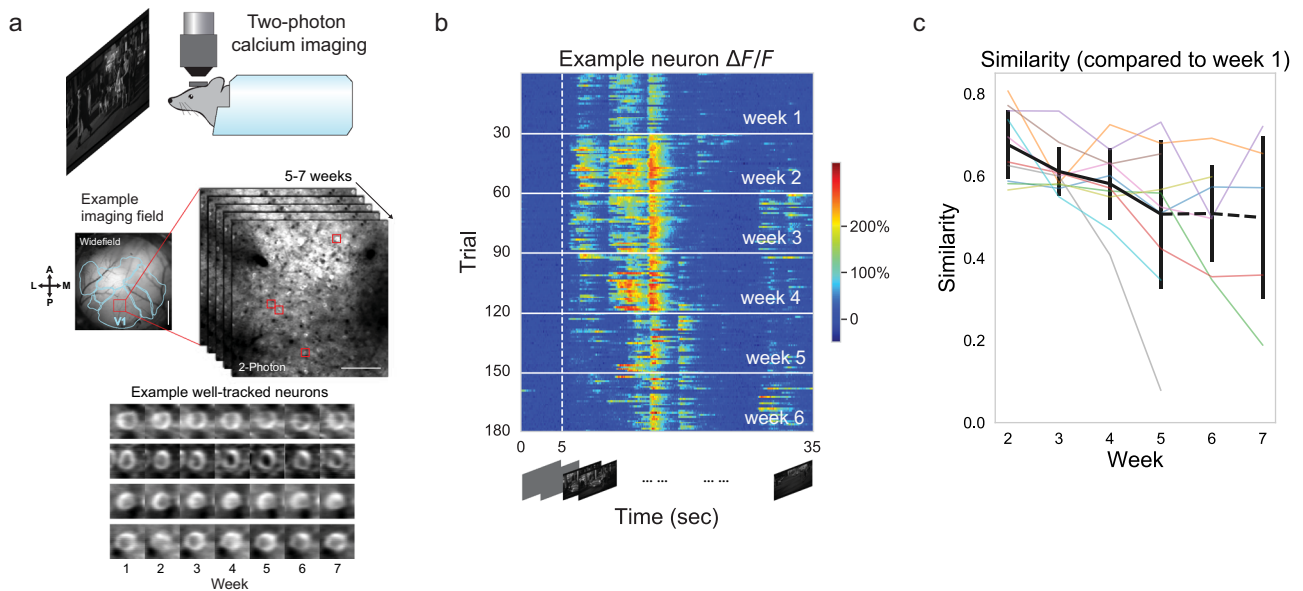 a
Two-photon
calcium imaging
5-7 weeks
Example
imaging field
Widefield
A
L
M
P
V1
2-Photon
Example well-tracked neurons
1 2 3 4 5 6 7
Week
b
Example neuron ΔF/F
week 1
30
week 2
60
week 3
90
week 4
120
week 5
150
week 6
180
Trial
0 5 35
... ... ... ...
Time (sec)
200%
100%
0
c
Similarity (compared to week 1)
0.8
0.6
0.4
0.2
0.0
Similarity
2 3 4 5 6 7
Week